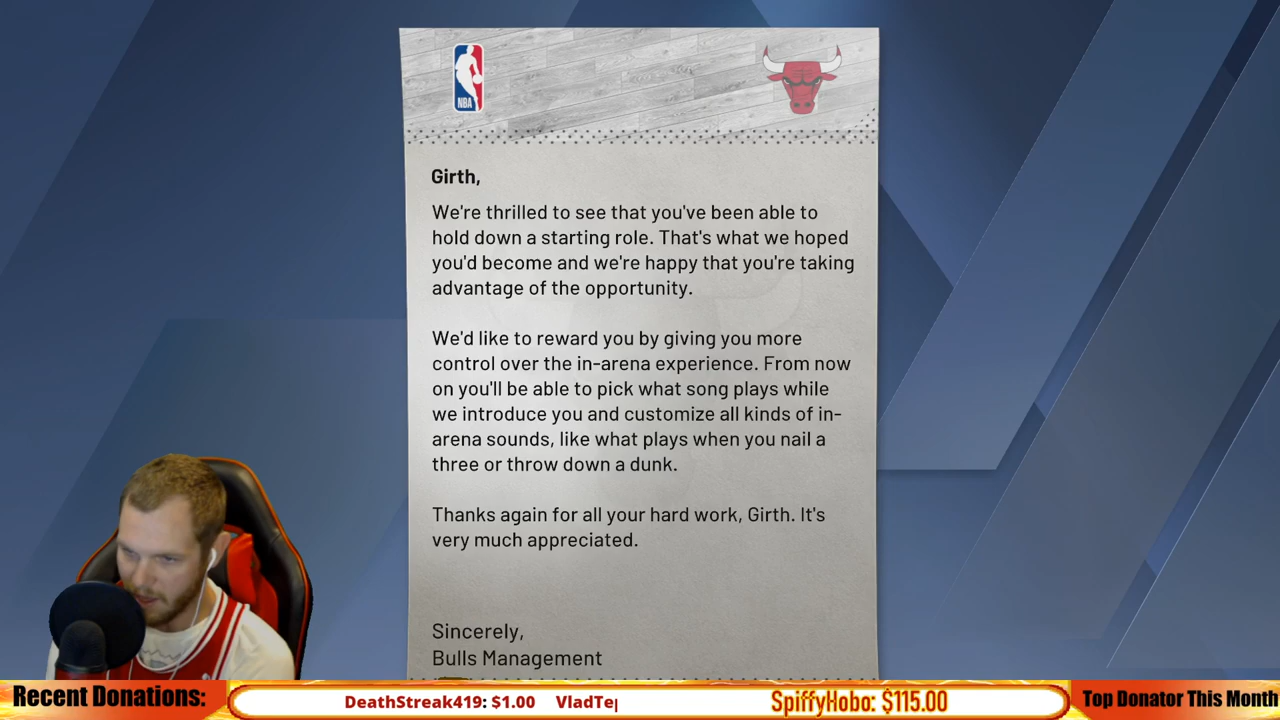 NBA
Girth,
We're thrilled to see that you've been able to
hold down a starting role. That's what we hoped
you'd become and we're happy that you're taking
advantage of the opportunity.
We'd like to reward you by giving you more
control over the in-arena experience. From now
on you'll be able to pick what song plays while
we introduce you and customize all kinds of in-
arena sounds, like what plays when you nail a
three or throw down a dunk.
Thanks again for all your hard work, Girth. It's
very much appreciated.
Sincerely,
Bulls Management
Recent Donations: DeathStreak419: $1.00 VladTe SpiffyHobo: $115.00 Top Donator This Month